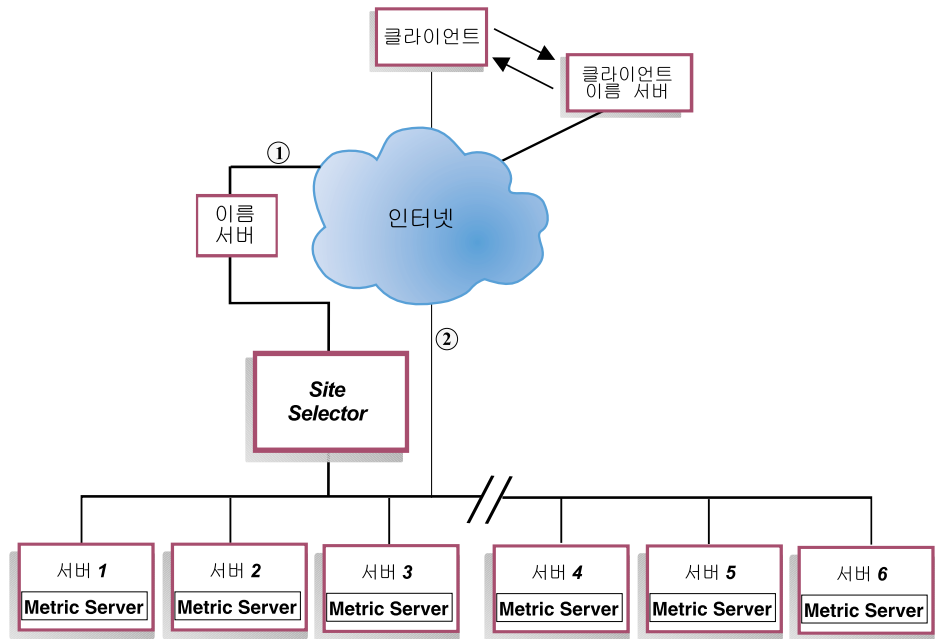 클라이언트
클라이언트
이름 서버
①
이름
서버
인터넷
②
Site
Selector
서버 1
Metric Server
서버 2
Metric Server
서버 3
Metric Server
서버 4
Metric Server
서버 5
Metric Server
서버 6
Metric Server